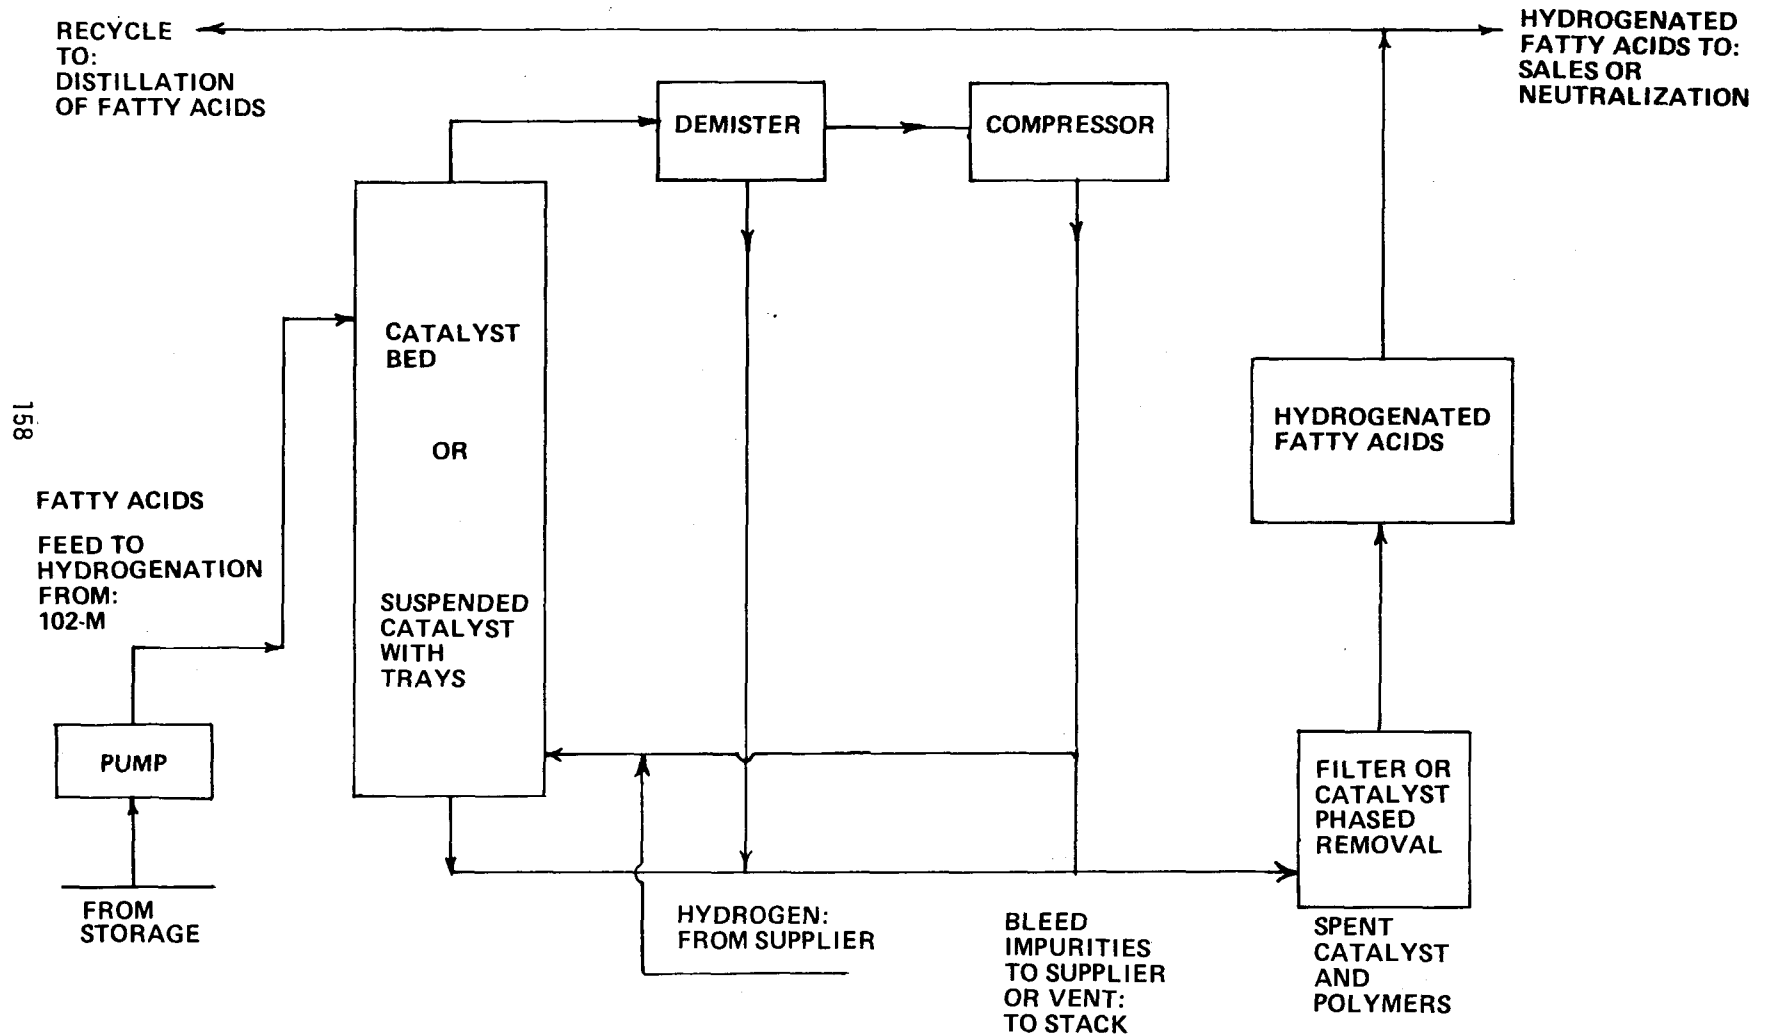 RECYCLE
TO:
DISTILLATION
OF FATTY ACIDS
HYDROGENATED
FATTY ACIDS TO:
SALES OR
NEUTRALIZATION
DEMISTER
COMPRESSOR
CATALYST
BED
OR
SUSPENDED
CATALYST
WITH
TRAYS
HYDROGENATED
FATTY ACIDS
158
FATTY ACIDS
FEED TO
HYDROGENATION
FROM:
102-M
PUMP
FROM
STORAGE
FILTER OR
CATALYST
PHASED
REMOVAL
HYDROGEN:
FROM SUPPLIER
BLEED
IMPURITIES
TO SUPPLIER
OR VENT:
TO STACK
SPENT
CATALYST
AND
POLYMERS